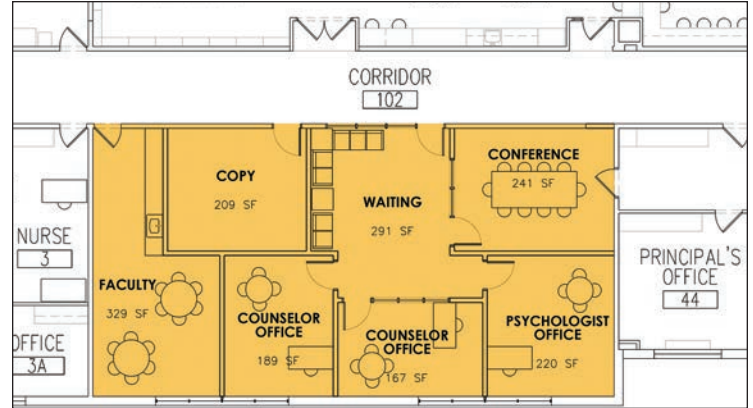 CORRIDOR
102
COPY
209 SF
CONFERENCE
241 SF
WAITING
291 SF
NURSE
3
FACULTY
329 SF
COUNSELOR
OFFICE
189 SF
COUNSELOR
OFFICE
167 SF
PSYCHOLOGIST
OFFICE
220 SF
PRINCIPAL'S
OFFICE
44
OFFICE
3A